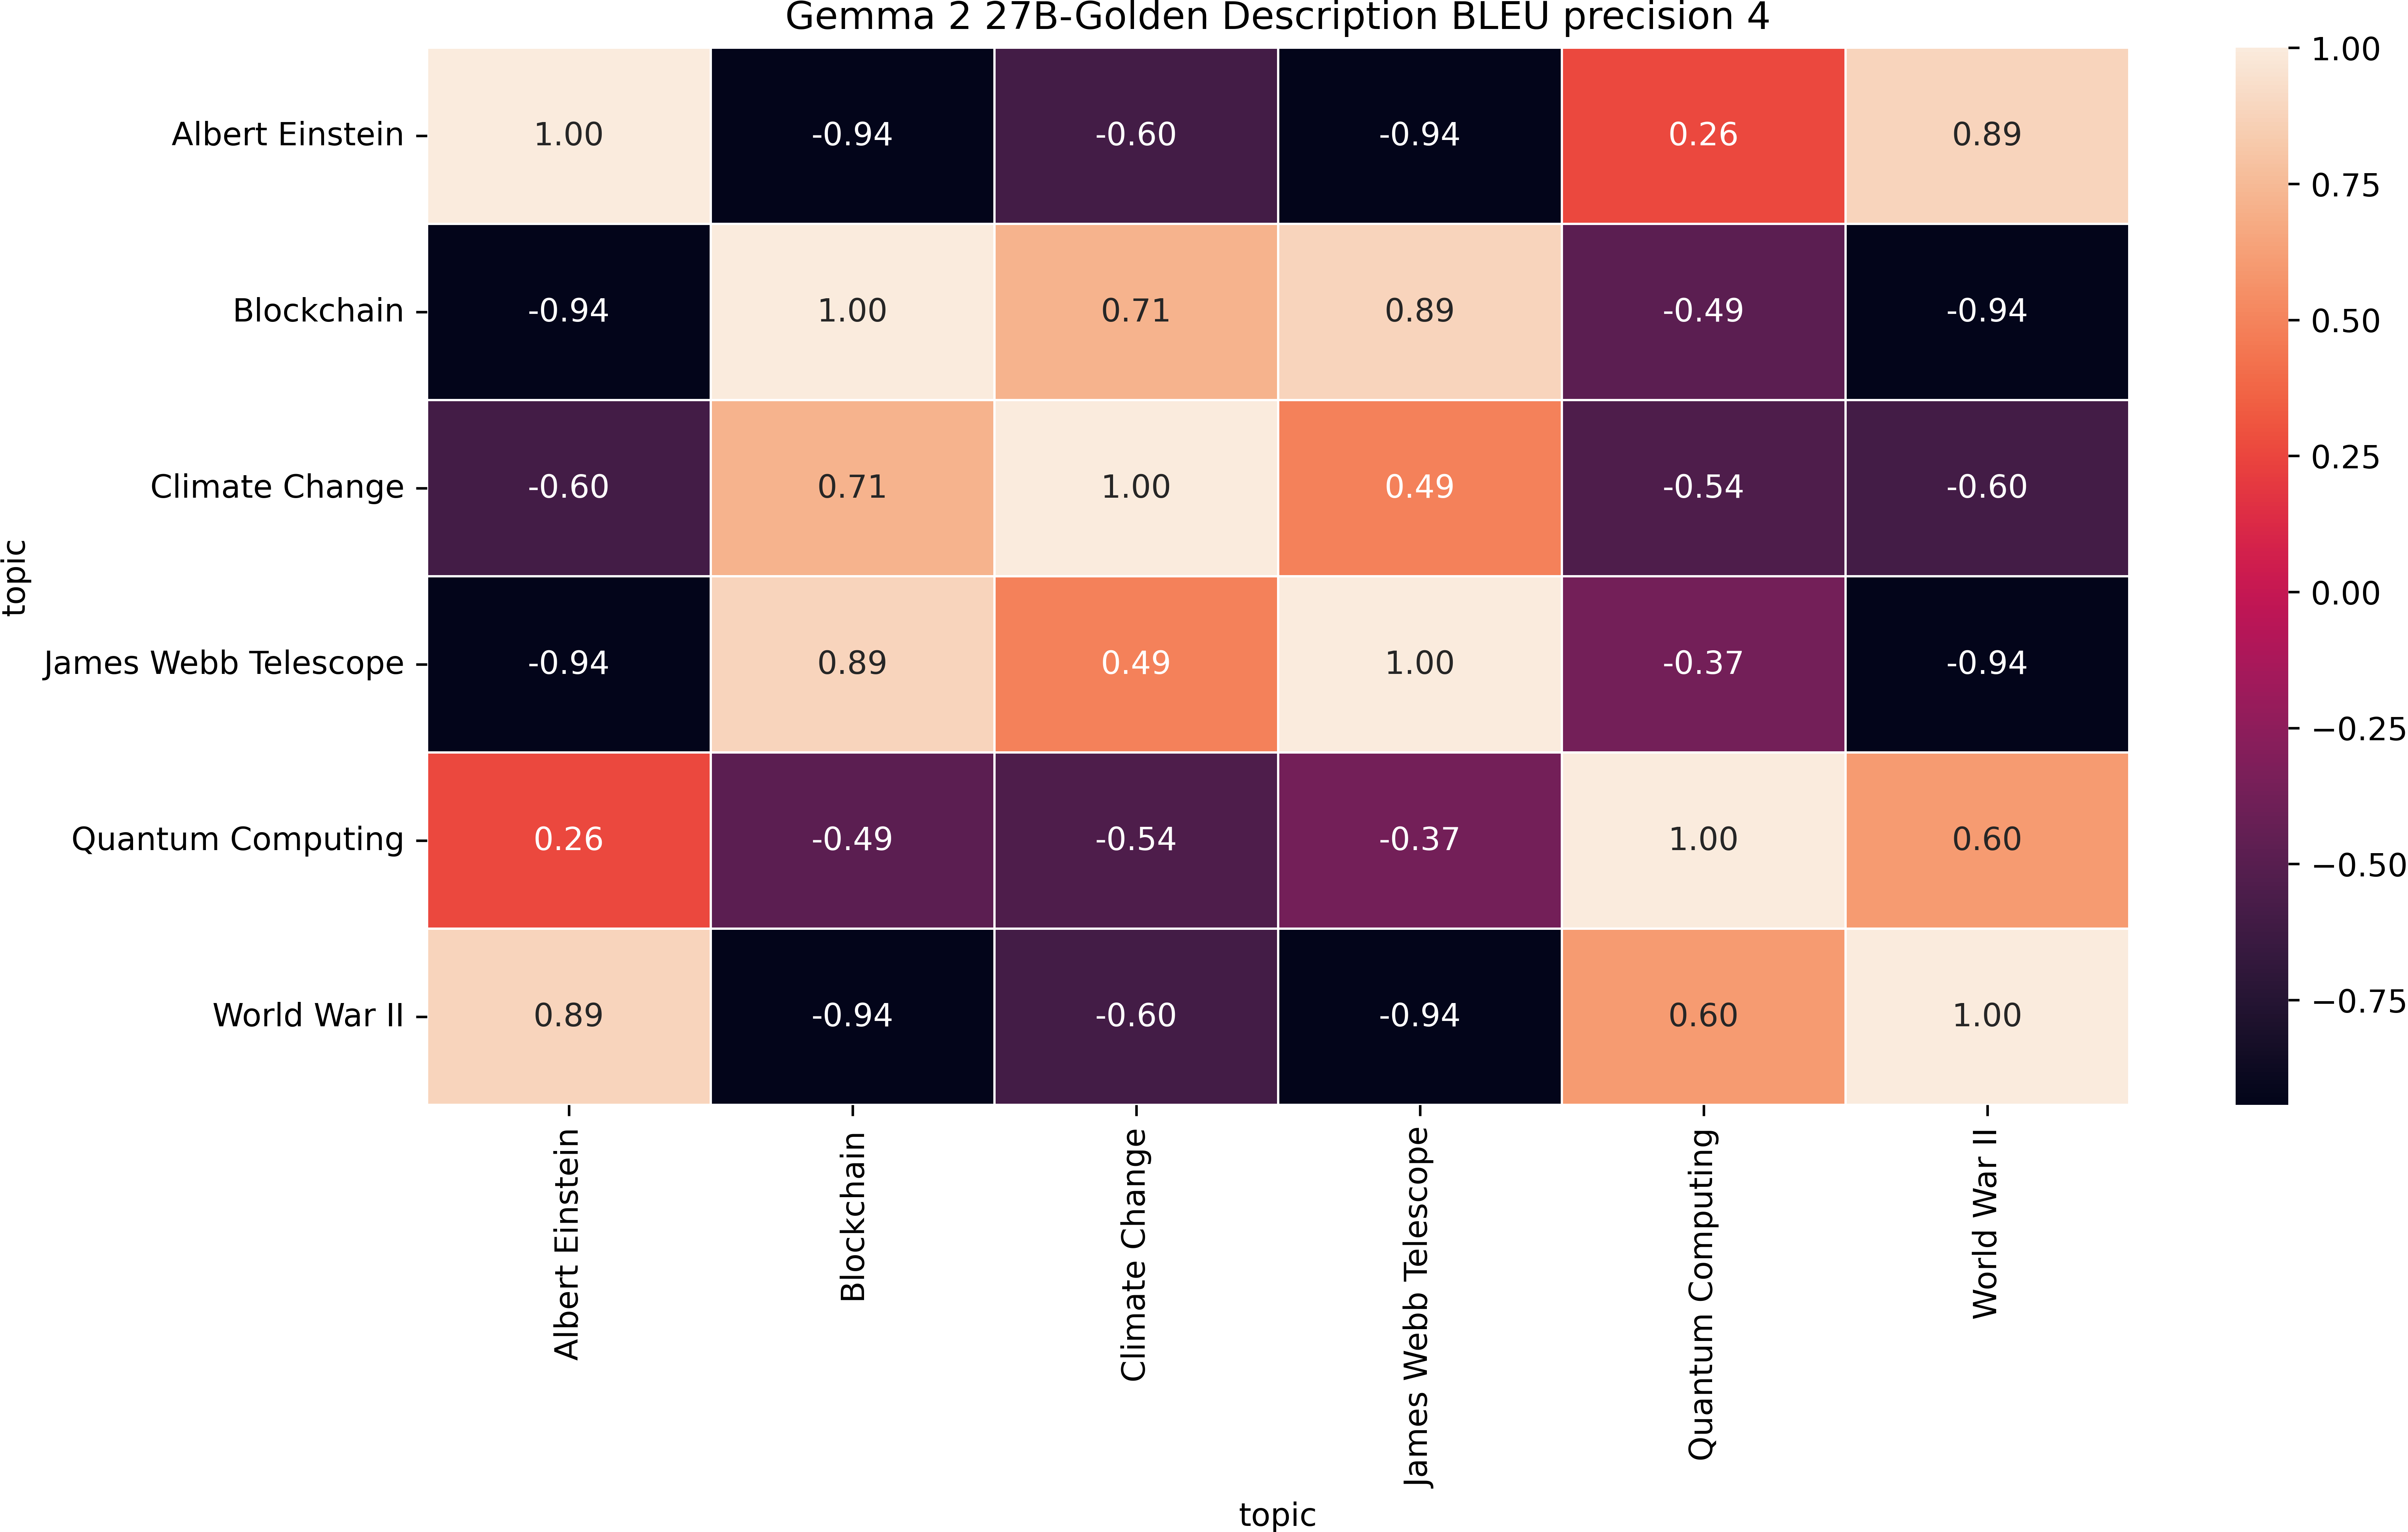 Gemma 2 27B-Golden Description BLEU precision 4
topic
Albert Einstein 1.00 -0.94 -0.60 -0.94 0.26 0.89
Blockchain -0.94 1.00 0.71 0.89 -0.49 -0.94
Climate Change -0.60 0.71 1.00 0.49 -0.54 -0.60
James Webb Telescope -0.94 0.89 0.49 1.00 -0.37 -0.94
Quantum Computing 0.26 -0.49 -0.54 -0.37 1.00 0.60
World War II 0.89 -0.94 -0.60 -0.94 0.60 1.00
Albert Einstein
Blockchain
Climate Change
James Webb Telescope
Quantum Computing
World War II
topic
1.00
0.75
0.50
0.25
0.00
−0.25
−0.50
−0.75